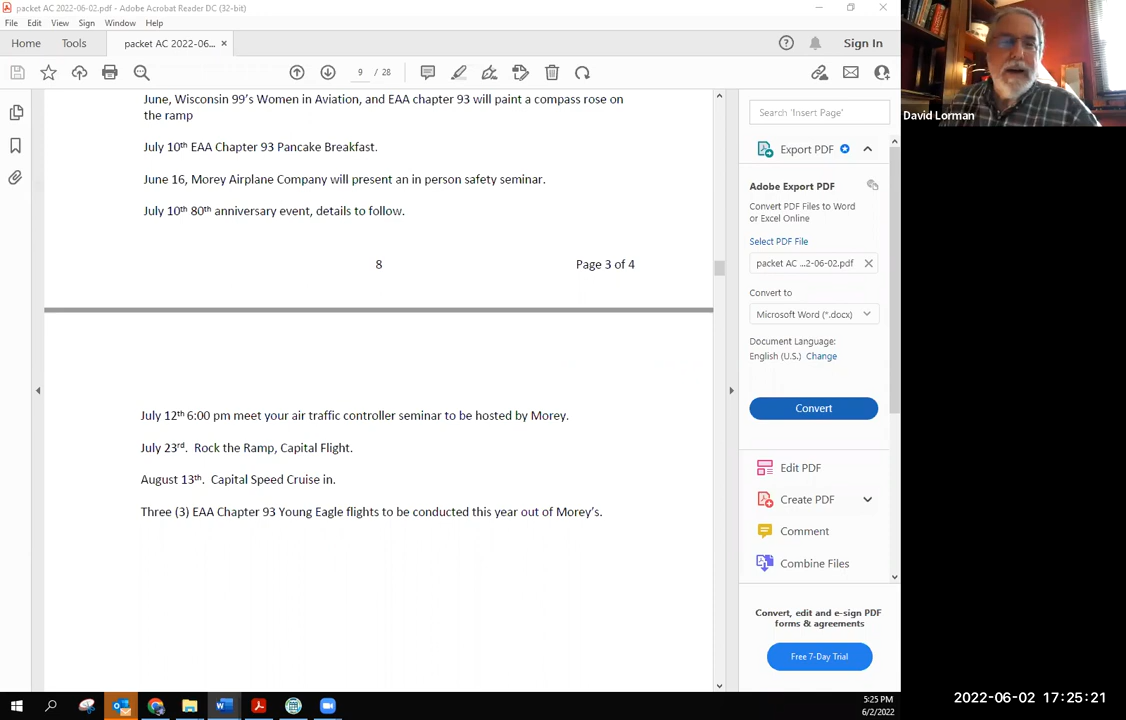 packet AC 2022-06-02.pdf - Adobe Acrobat Reader DC (32-bit)
File Edit View Sign Window Help
Home Tools packet AC 2022-06... × Sign In
9 / 28
June, Wisconsin 99's Women in Aviation, and EAA chapter 93 will paint a compass rose on
the ramp
July 10th EAA Chapter 93 Pancake Breakfast.
June 16, Morey Airplane Company will present an in person safety seminar.
July 10th 80th anniversary event, details to follow.
8 Page 3 of 4
July 12th 6:00 pm meet your air traffic controller seminar to be hosted by Morey.
July 23rd. Rock the Ramp, Capital Flight.
August 13th. Capital Speed Cruise in.
Three (3) EAA Chapter 93 Young Eagle flights to be conducted this year out of Morey's.
Search 'Insert Page'
Export PDF
Adobe Export PDF
Convert PDF Files to Word
or Excel Online
Select PDF File
packet AC ...2-06-02.pdf
Convert to
Microsoft Word (*.docx)
Document Language:
English (U.S.) Change
Convert
Edit PDF
Create PDF
Comment
Combine Files
Convert, edit and e-sign PDF
forms & agreements
Free 7-Day Trial
David Lorman
5:25 PM
6/2/2022
2022-06-02 17:25:21